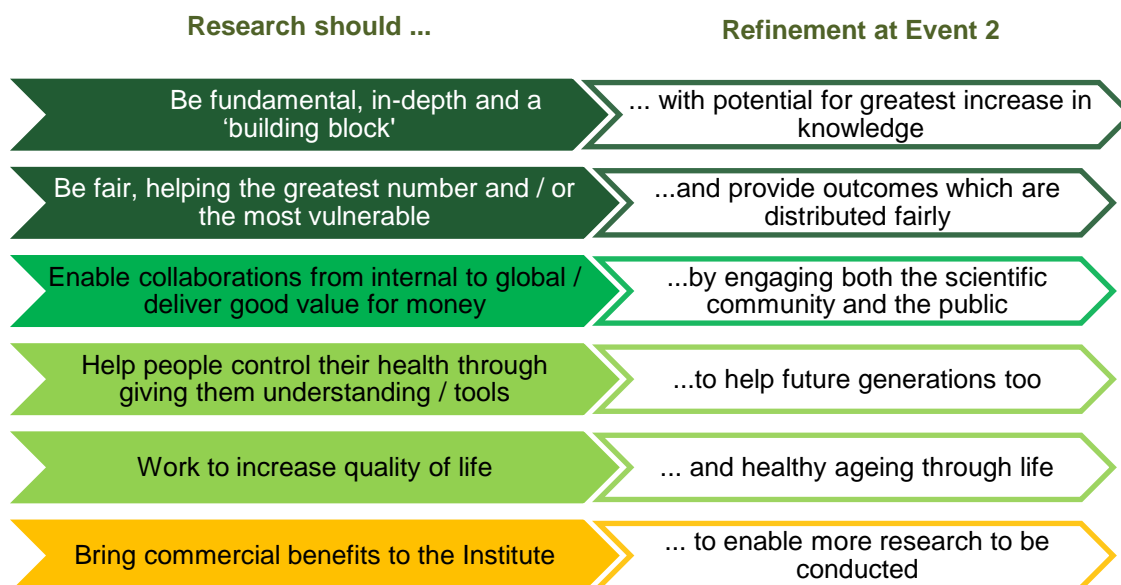 Research should ...
Refinement at Event 2
Be fundamental, in-depth and a
‘building block'
... with potential for greatest increase in
knowledge
Be fair, helping the greatest number and / or
the most vulnerable
...and provide outcomes which are
distributed fairly
Enable collaborations from internal to global /
deliver good value for money
...by engaging both the scientific
community and the public
Help people control their health through
giving them understanding / tools
...to help future generations too
Work to increase quality of life
... and healthy ageing through life
Bring commercial benefits to the Institute
... to enable more research to be
conducted